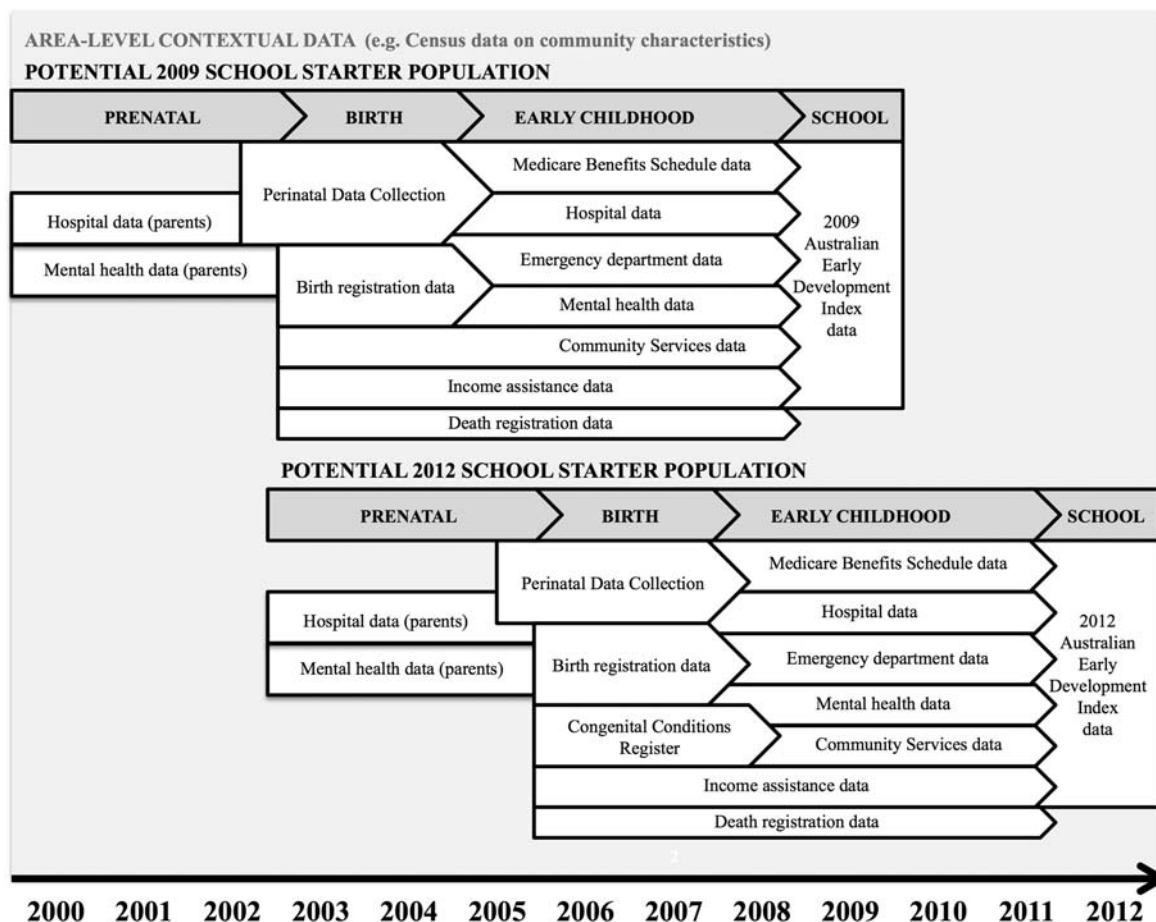 AREA-LEVEL CONTEXTUAL DATA (e.g. Census data on community characteristics)
POTENTIAL 2009 SCHOOL STARTER POPULATION
PRENATAL
BIRTH
EARLY CHILDHOOD
SCHOOL
Medicare Benefits Schedule data
Perinatal Data Collection
Hospital data (parents)
Hospital data
Mental health data (parents)
Emergency department data
Birth registration data
Mental health data
Community Services data
Income assistance data
Death registration data
2009
Australian
Early
Development
Index
data
POTENTIAL 2012 SCHOOL STARTER POPULATION
PRENATAL
BIRTH
EARLY CHILDHOOD
SCHOOL
Medicare Benefits Schedule data
Perinatal Data Collection
Hospital data (parents)
Hospital data
Mental health data (parents)
Birth registration data
Emergency department data
Mental health data
Congenital Conditions
Register
Community Services data
Income assistance data
Death registration data
2012
Australian
Early
Development
Index
data
2
2000 2001 2002 2003 2004 2005 2006 2007 2008 2009 2010 2011 2012